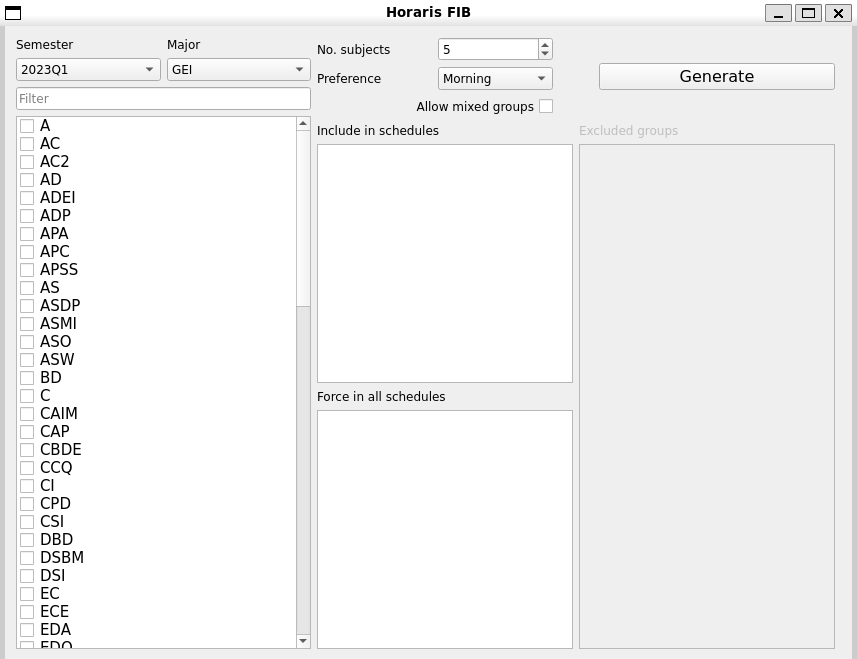 Horaris FIB
Semester
Major
2023Q1
GEI
Filter
A
AC
AC2
AD
ADEI
ADP
APA
APC
APSS
AS
ASDP
ASMI
ASO
ASW
BD
C
CAIM
CAP
CBDE
CCQ
CI
CPD
CSI
DBD
DSBM
DSI
EC
ECE
EDA
No. subjects
5
Preference
Morning
Allow mixed groups
Include in schedules
Force in all schedules
Generate
Excluded groups